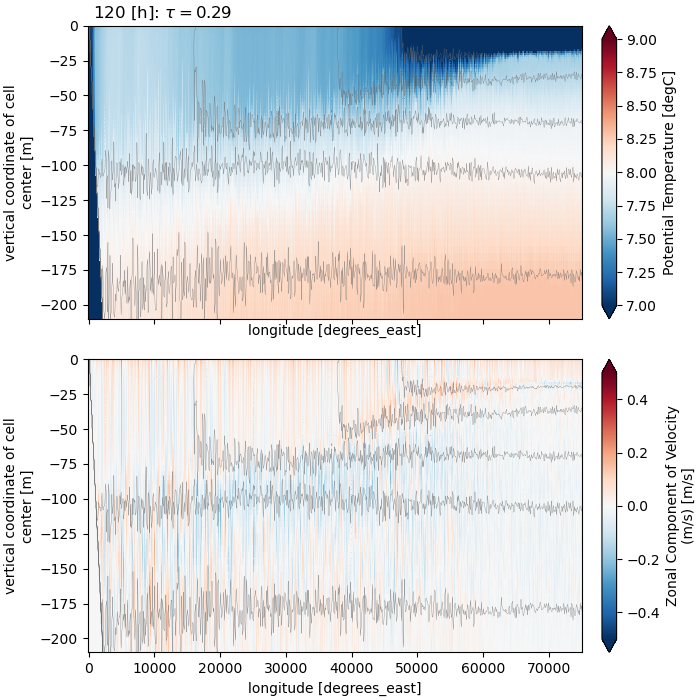 120 [h]: τ = 0.29
0
−25
−50
−75
−100
−125
−150
−175
−200
vertical coordinate of cell
center [m]
longitude [degrees_east]
9.00
8.75
8.50
8.25
8.00
7.75
7.50
7.25
7.00
Potential Temperature [degC]
0
−25
−50
−75
−100
−125
−150
−175
−200
vertical coordinate of cell
center [m]
0 10000 20000 30000 40000 50000 60000 70000
longitude [degrees_east]
0.4
0.2
0.0
−0.2
−0.4
Zonal Component of Velocity
(m/s) [m/s]